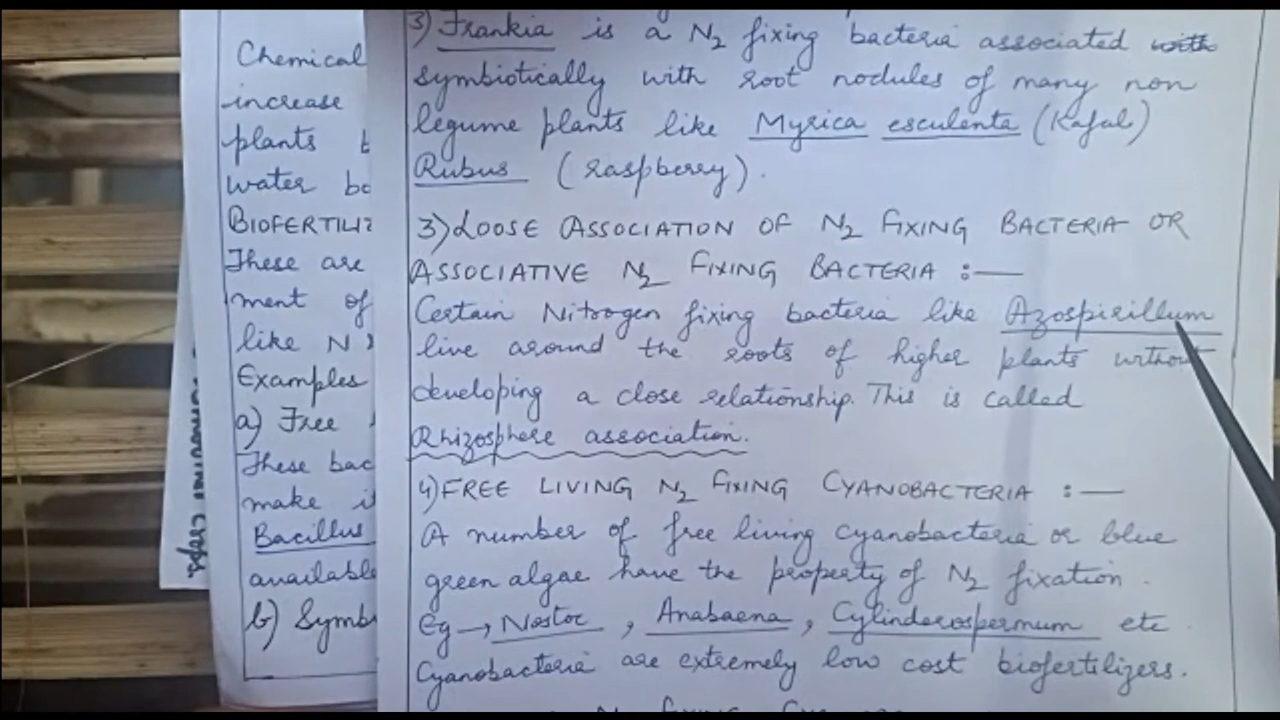 Chemical
increase
plants b
water bo
BIOFERTILIZ
These are
ment of
like N
Examples
a) Free
These bac
make it
Bacillus
available
b) Symb
3) Frankia is a N2 fixing bacteria associated with
symbiotically with root nodules of many non
legume plants like Myrica esculenta (Kafal)
Rubus (raspberry).
3) LOOSE ASSOCIATION OF N2 FIXING BACTERIA OR
ASSOCIATIVE N2 FIXING BACTERIA :—
Certain Nitrogen fixing bacteria like Azospirillum
live around the roots of higher plants without
developing a close relationship. This is called
Rhizosphere association.
4) FREE LIVING N2 FIXING CYANOBACTERIA :—
A number of free living cyanobacteria or blue
green algae have the property of N2 fixation.
Eg → Nostoc, Anabaena, Cylinderospermum etc
Cyanobacteria are extremely low cost biofertilizers.